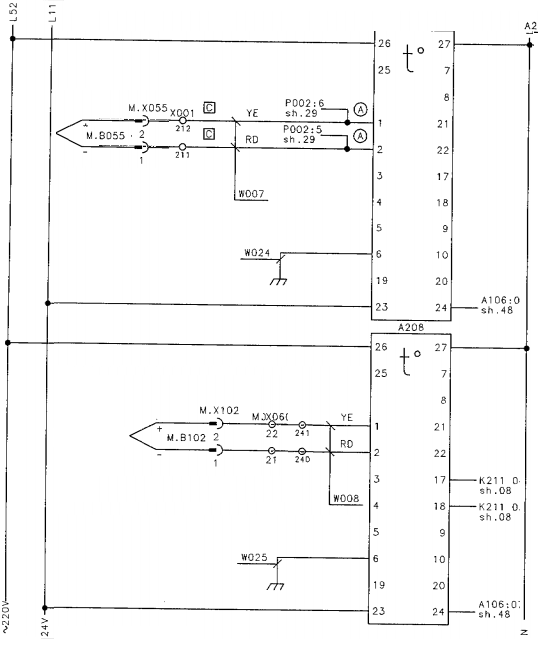 L52
L11
A2
26
t°
27
25
7
8
M.X055
X001
C
YE
P002:6
sh.29
A
+
2
212
1
21
M.B055
C
RD
P002:5
sh.29
A
-
1
211
2
22
3
17
W007
4
18
5
9
W024
6
10
19
20
23
24
A106:0
sh.48
A208
26
t°
27
25
7
8
M.X102
YE
+
2
22
241
1
21
M.B102
RD
-
1
21
240
2
22
3
17
K211
sh.08
W008
4
18
K211
sh.08
5
9
W025
6
10
19
20
23
24
A106:0
sh.48
~220V
24V
N